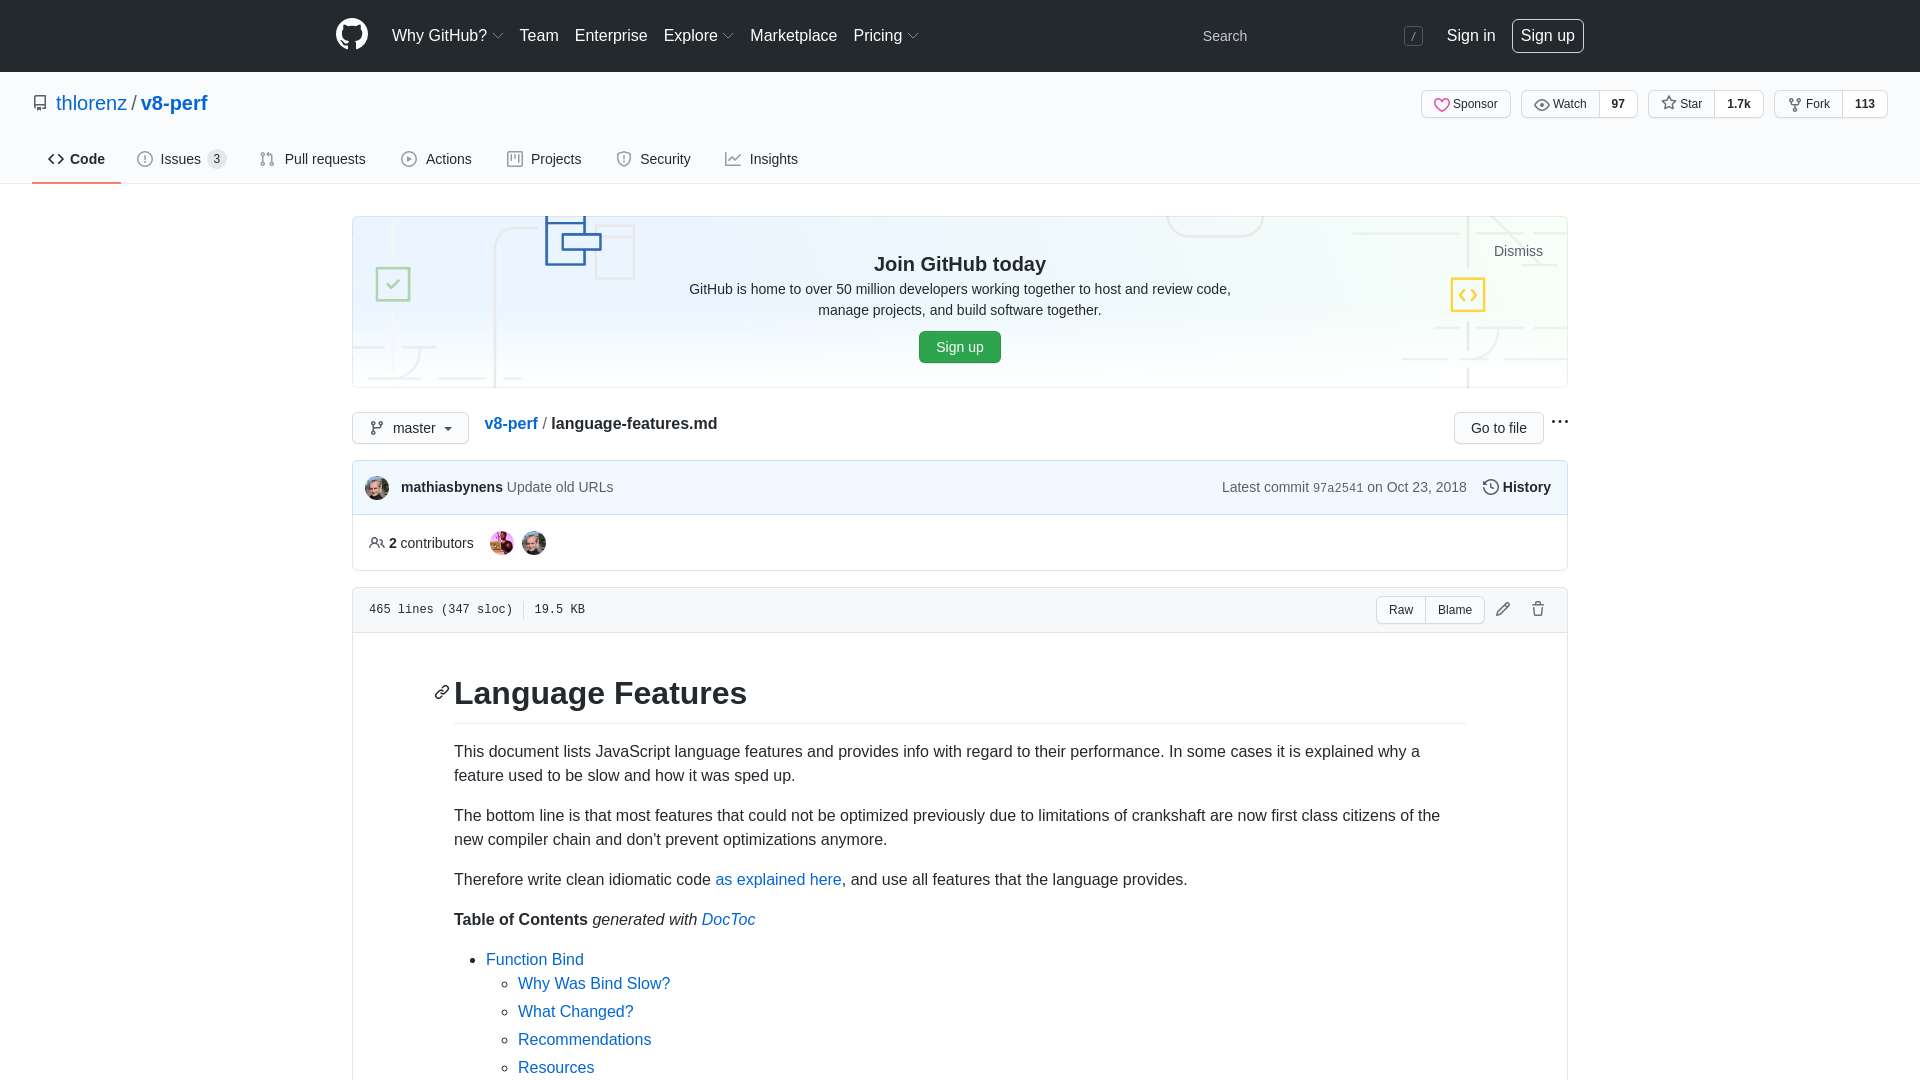 Why GitHub? Team Enterprise Explore Marketplace Pricing Search / Sign in Sign up
thlorenz / v8-perf Sponsor Watch 97 Star 1.7k Fork 113
Code Issues 3 Pull requests Actions Projects Security Insights
Dismiss
Join GitHub today
GitHub is home to over 50 million developers working together to host and review code,
manage projects, and build software together.
Sign up
master v8-perf / language-features.md Go to file
mathiasbynens Update old URLs Latest commit 97a2541 on Oct 23, 2018 History
2 contributors
465 lines (347 sloc) 19.5 KB Raw Blame
Language Features
This document lists JavaScript language features and provides info with regard to their performance. In some cases it is explained why a
feature used to be slow and how it was sped up.
The bottom line is that most features that could not be optimized previously due to limitations of crankshaft are now first class citizens of the
new compiler chain and don't prevent optimizations anymore.
Therefore write clean idiomatic code as explained here, and use all features that the language provides.
Table of Contents generated with DocToc
Function Bind
Why Was Bind Slow?
What Changed?
Recommendations
Resources